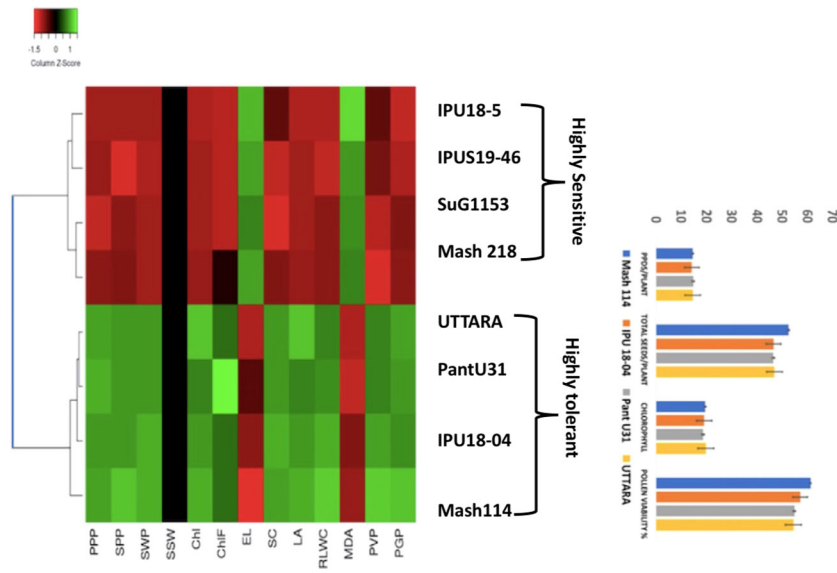 -1.5 0 1
Column Z-Score
IPU18-5
IPUS19-46
SuG1153
Mash 218
UTTARA
PantU31
IPU18-04
Mash114
Highly Sensitive
Highly tolerant
PPP SPP SWP SSW Chl ChlF EL SC LA RLWC MDA PVP PGP
0 10 20 30 40 50 60 70
PPDS/PLANT
TOTAL SEEDS/PLANT
CHLOROPHYLL
POLLEN VIABILITY %
Mash 114
IPU 18-04
Pant U31
UTTARA